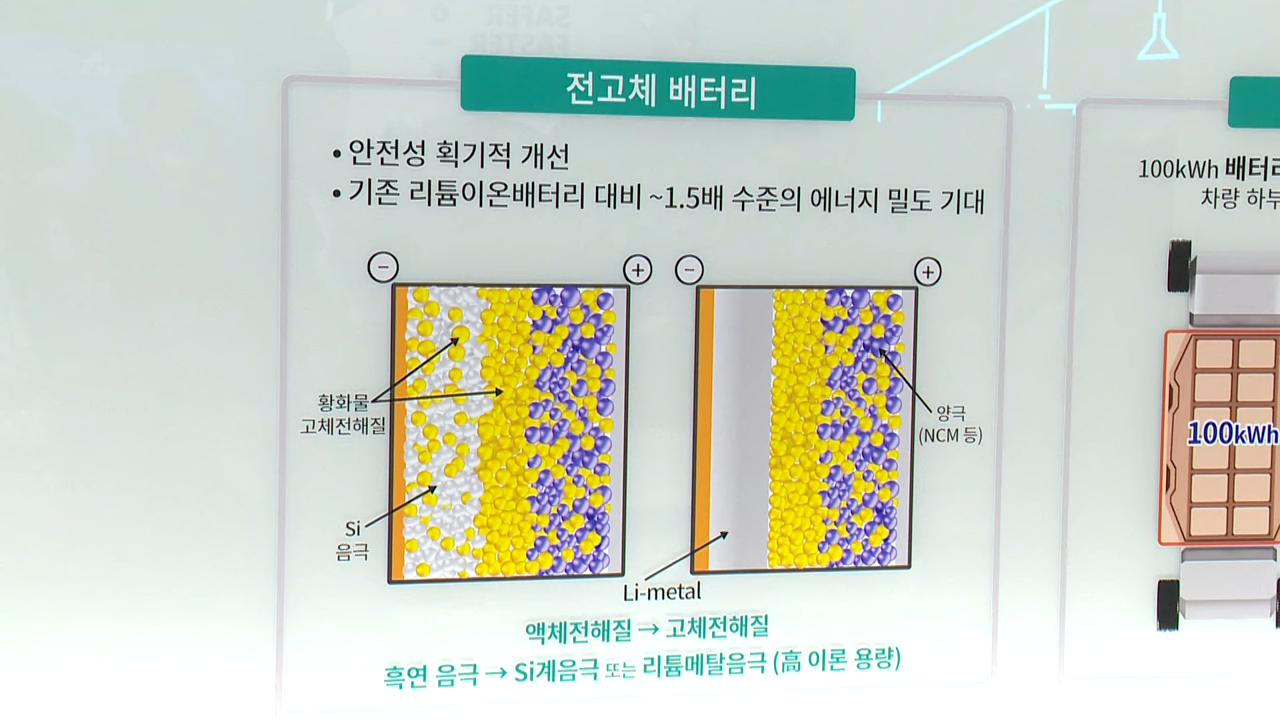 SAFER
FASTER
전고체 배터리
• 안전성 획기적 개선
• 기존 리튬이온배터리 대비 ~1.5배 수준의 에너지 밀도 기대
− + − +
황화물
고체전해질
Si
음극
Li-metal
양극
(NCM 등)
액체전해질 → 고체전해질
흑연 음극 → Si계음극 또는 리튬메탈음극 (高 이론 용량)
100kWh 배터리
차량 하부
100kWh